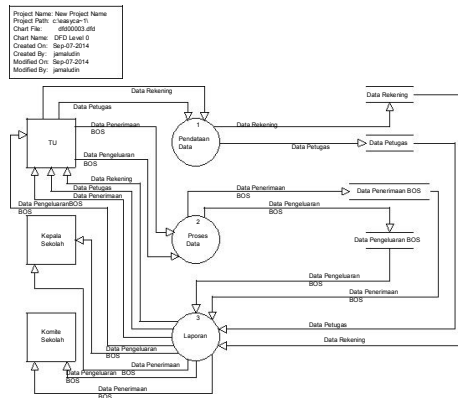 Project Name: New Project Name
Project Path: c:\easyca~1\
Chart File: dfd00003.dfd
Chart Name: DFD Level 0
Created On: Sep-07-2014
Created By: jamaludin
Modified On: Sep-07-2014
Modified By: jamaludin
Data Rekening
Data Petugas
TU
Data Penerimaan
BOS
Data Pengeluaran
BOS
1
Pendataan
Data
Data Rekening
Data Petugas
Data Rekening
Data Petugas
Data Rekening
Data Petugas
Data Penerimaan
Data PengeluaranBOS
BOS
Kepala
Sekolah
2
Proses
Data
Data Penerimaan
BOS
Data Pengeluaran
BOS
Data Penerimaan BOS
Data Pengeluaran BOS
Data Pengeluaran
BOS
Data Penerimaan
BOS
3
Laporan
Data Petugas
Data Rekening
Komite
Sekolah
Data Pengeluaran
BOS
Data Penerimaan
BOS
Data Pengeluaran
BOS
Data Penerimaan
BOS